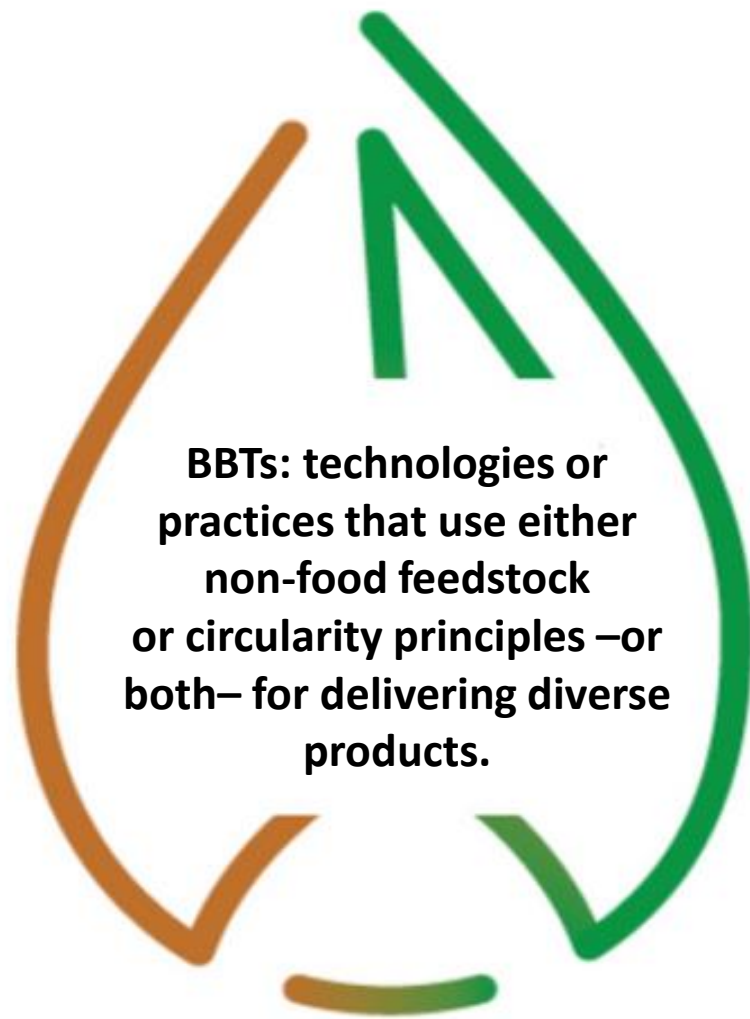 BBTs: technologies or
practices that use either
non-food feedstock
or circularity principles –or
both– for delivering diverse
products.